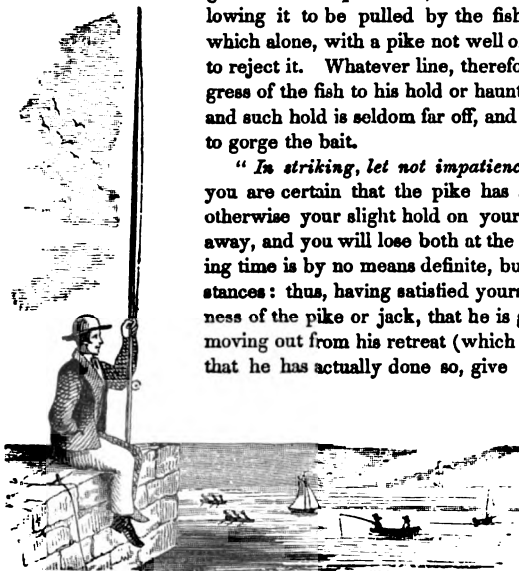 lowing it to be pulled by the fish
which alone, with a pike not well o
to reject it. Whatever line, therefo
gress of the fish to his hold or haunt
and such hold is seldom far off, and
to gorge the bait.
“ In striking, let not impatienc
you are certain that the pike has
otherwise your slight hold on your
away, and you will lose both at the
ing time is by no means definite, bu
stances: thus, having satisfied yours
ness of the pike or jack, that he is g
moving out from his retreat (which
that he has actually done so, give